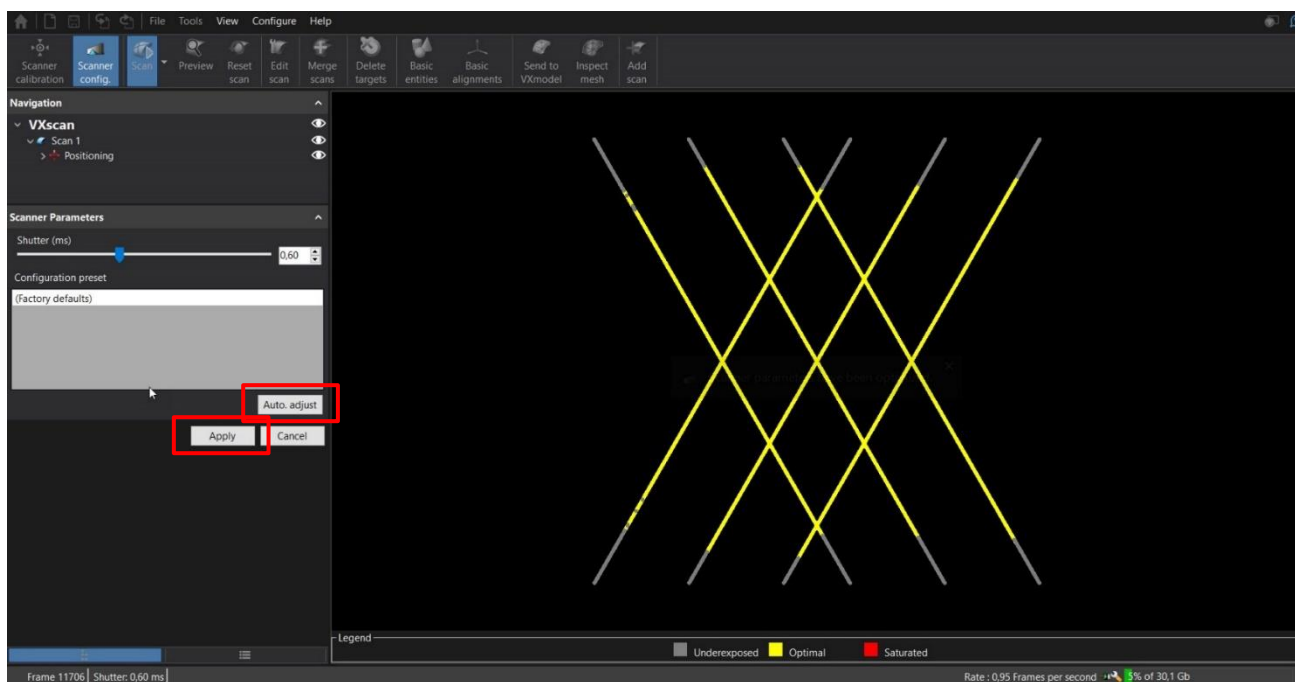 File Tools View Configure Help
Scanner calibration
Scanner config.
Scan
Preview
Reset scan
Edit scan
Merge scans
Delete targets
Basic entities
Basic alignments
Send to VXmodel
Inspect mesh
Add scan
Navigation
VXscan
Scan 1
Positioning
Scanner Parameters
Shutter (ms)
0,60
Configuration preset
(Factory defaults)
Auto. adjust
Apply Cancel
Legend
Underexposed Optimal Saturated
Frame 11706 Shutter: 0,60 ms Rate : 0,95 Frames per second 5% of 30,1 Gb